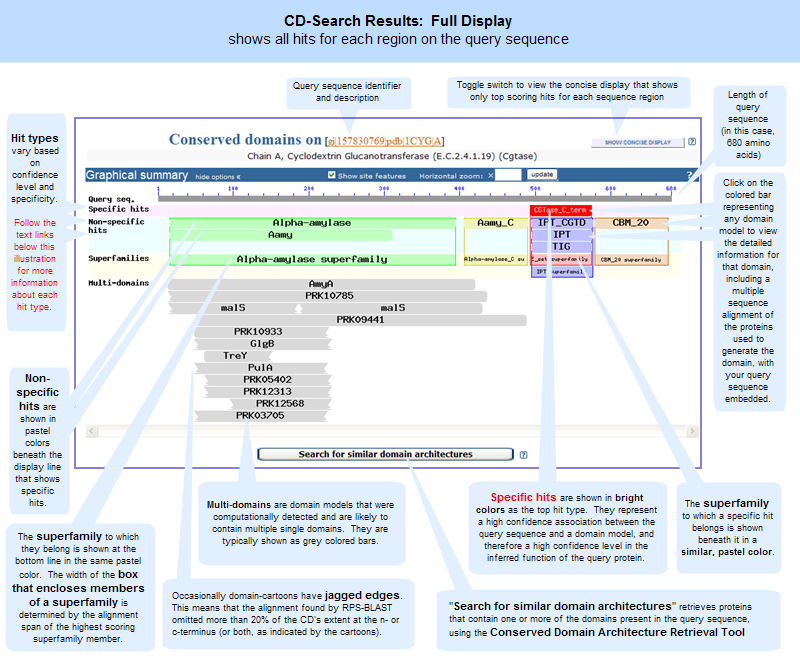 CD-Search Results:  Full Display
shows all hits for each region on the query sequence
Query sequence identifier
and description
Toggle switch to view the concise display that shows
only top scoring hits for each sequence region
Length of
query
sequence
(in this case,
680 amino
acids)
Hit types
vary based
on
confidence
level and
specificity.
Follow the
text links
below this
illustration
for more
information
about each
hit type.
Conserved domains on [gi|157830769|pdb|1CYG|A]
SHOW CONCISE DISPLAY
?
Chain A, Cyclodextrin Glucanotransferase (E.C.2.4.1.19) (Cgtase)
Graphical summary hide options « Show site features Horizontal zoom: × update ?
Query seq. 1 100 200 300 400 500 600 680
Specific hits CGTase_C_term
Non-specific
hits
Alpha-amylase Aamy_C IPT_CGTD CBM_20
Aamy IPT
TIG
Superfamilies Alpha-amylase superfamily Alpha-amylase_C su superfamily CBM_20 superfamily
IPT superfamily
Multi-domains AmyA
PRK10785
malS malS
PRK09441
PRK10933
GlgB
TreY
PulA
PRK05402
PRK12313
PRK12568
PRK03705
Search for similar domain architectures ?
Click on the
colored bar
representing
any domain
model to view
the detailed
information for
that domain,
including a
multiple
sequence
alignment of
the proteins
used to
generate the
domain, with
your query
sequence
embedded.
Non-
specific
hits are
shown in
pastel
colors
beneath the
display line
that shows
specific
hits.
The superfamily to which
they belong is shown at the
bottom line in the same pastel
color.  The width of the box
that encloses members
of a superfamily is
determined by the alignment
span of the highest scoring
superfamily member.
Multi-domains are domain models that were
computationally detected and are likely to
contain multiple single domains.  They are
typically shown as grey colored bars.
Occasionally domain-cartoons have jagged edges.
This means that the alignment found by RPS-BLAST
omitted more than 20% of the CD's extent at the n- or
c-terminus (or both, as indicated by the cartoons).
Specific hits are shown in bright
colors as the top hit type.  They represent
a high confidence association between the
query sequence and a domain model, and
therefore a high confidence level in the
inferred function of the query protein.
The superfamily
to which a specific hit
belongs is shown
beneath it in a
similar, pastel color.
"Search for similar domain architectures" retrieves proteins
that contain one or more of the domains present in the query sequence,
using the Conserved Domain Architecture Retrieval Tool